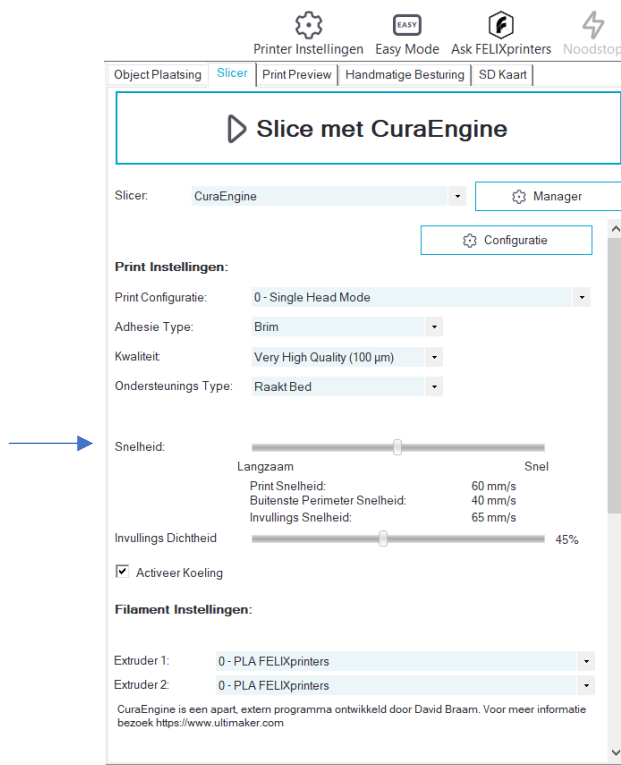 EASY
Printer Instellingen Easy Mode Ask FELIXprinters Noodstop
Object Plaatsing Slicer Print Preview Handmatige Besturing SD Kaart
Slice met CuraEngine
Slicer: CuraEngine Manager
Configuratie
Print Instellingen:
Print Configuratie: 0 - Single Head Mode
Adhesie Type: Brim
Kwaliteit: Very High Quality (100 µm)
Ondersteunings Type: Raakt Bed
Snelheid:
Langzaam Snel
Print Snelheid: 60 mm/s
Buitenste Perimeter Snelheid: 40 mm/s
Invullings Snelheid: 65 mm/s
Invullings Dichtheid 45%
Activeer Koeling
Filament Instellingen:
Extruder 1: 0 - PLA FELIXprinters
Extruder 2: 0 - PLA FELIXprinters
CuraEngine is een apart, extern programma ontwikkeld door David Braam. Voor meer informatie
bezoek https://www.ultimaker.com